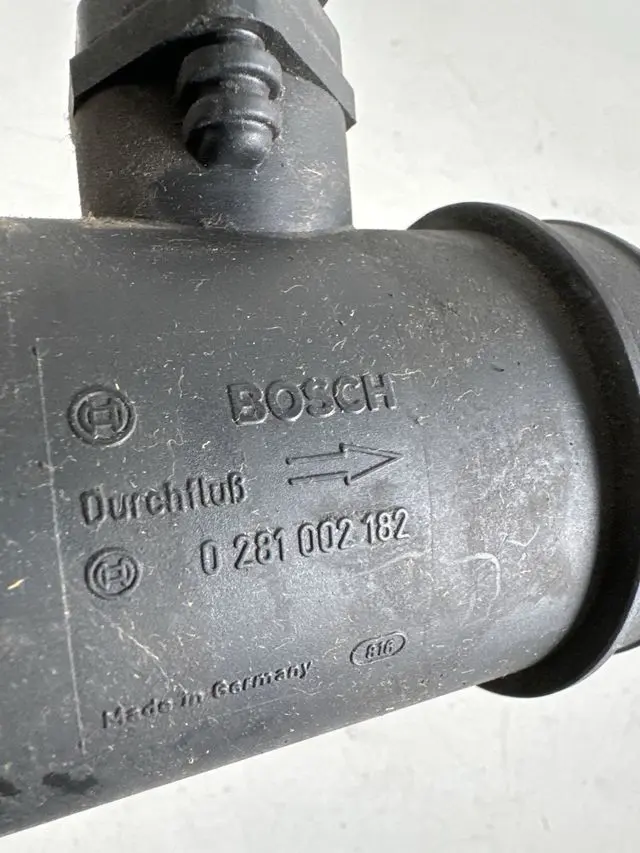 BOSCH
Durchfluß
0 281 002 182
Made in Germany
816